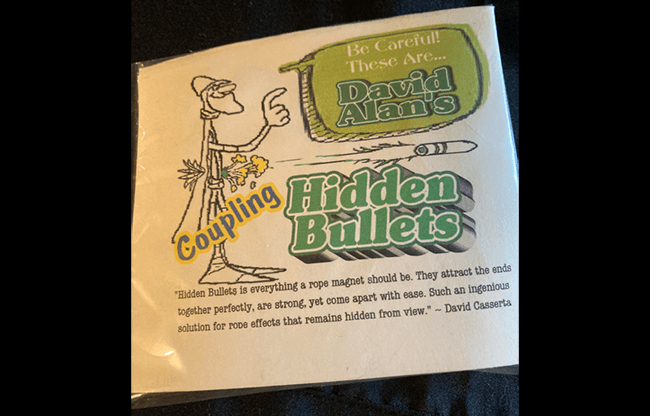 Be Careful!
These Are...
David
Alan's
Coupling
Hidden
Bullets
"Hidden Bullets is everything a rope magnet should be. They attract the ends
together perfectly, are strong, yet come apart with ease. Such an ingenious
solution for rope effects that remains hidden from view." ~ David Casserta